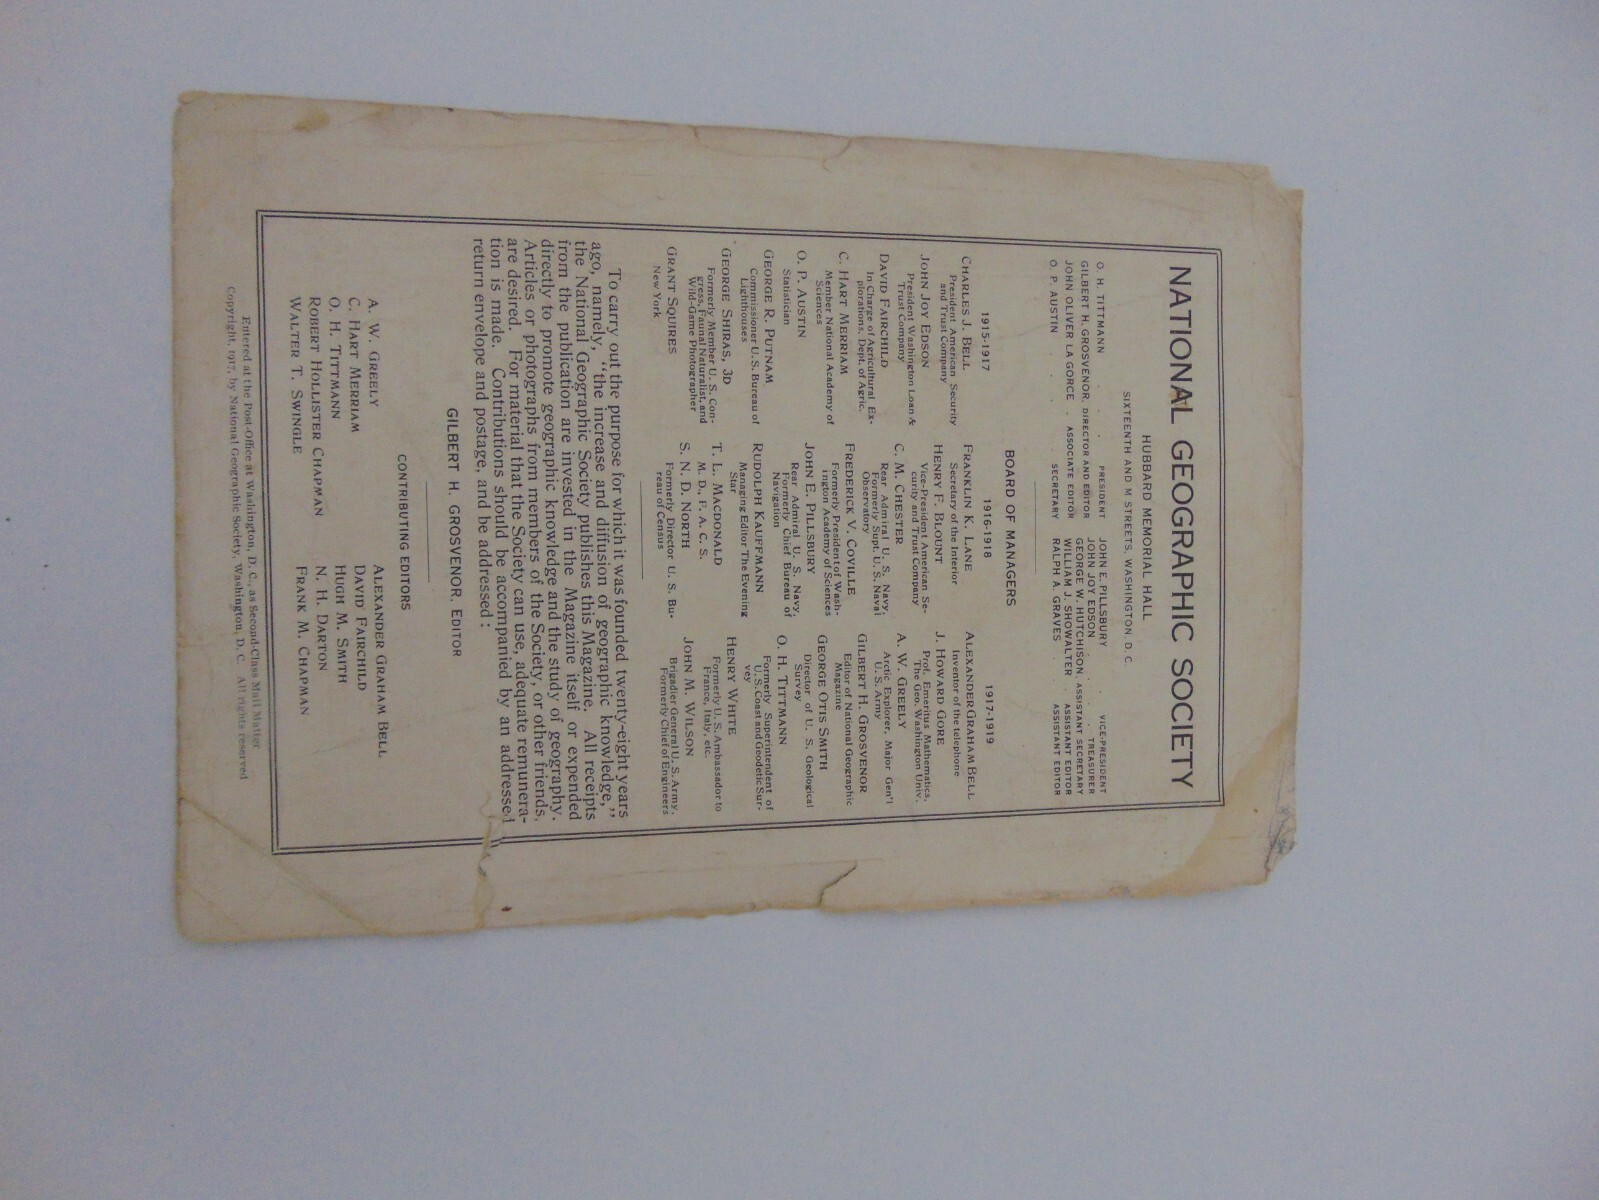 NATIONAL GEOGRAPHIC SOCIETY
HUBBARD MEMORIAL HALL
SIXTEENTH AND M STREETS, WASHINGTON, D. C.
O. H. TITTMANN . . . PRESIDENT
GILBERT H. GROSVENOR, DIRECTOR AND EDITOR
JOHN OLIVER LA GORCE . ASSOCIATE EDITOR
O. P. AUSTIN . . . . SECRETARY
JOHN E. PILLSBURY . . VICE-PRESIDENT
JOHN JOY EDSON . . . . TREASURER
GEORGE W. HUTCHISON, ASSISTANT SECRETARY
WILLIAM J. SHOWALTER . ASSISTANT EDITOR
RALPH A. GRAVES . . . ASSISTANT EDITOR
BOARD OF MANAGERS
1915-1917
CHARLES J. BELL
President American Security
and Trust Company
JOHN JOY EDSON
President Washington Loan &
Trust Company
DAVID FAIRCHILD
In Charge of Agricultural Ex-
plorations, Dept. of Agric.
C. HART MERRIAM
Member National Academy of
Sciences
O. P. AUSTIN
Statistician
GEORGE R. PUTNAM
Commissioner U. S. Bureau of
Lighthouses
GEORGE SHIRAS, 3D
Formerly Member U. S. Con-
gress, Faunal Naturalist, and
Wild-Game Photographer
GRANT SQUIRES
New York
1916-1918
FRANKLIN K. LANE
Secretary of the Interior
HENRY F. BLOUNT
Vice-President American Se-
curity and Trust Company
C. M. CHESTER
Rear Admiral U. S. Navy,
Formerly Supt. U. S. Naval
Observatory
FREDERICK V. COVILLE
Formerly President of Wash-
ington Academy of Sciences
JOHN E. PILLSBURY
Rear Admiral U. S. Navy,
Formerly Chief Bureau of
Navigation
RUDOLPH KAUFFMANN
Managing Editor The Evening
Star
T. L. MACDONALD
M. D., F. A. C. S.
S. N. D. NORTH
Formerly Director U. S. Bu-
reau of Census
1917-1919
ALEXANDER GRAHAM BELL
Inventor of the telephone
J. HOWARD GORE
Prof. Emeritus Mathematics,
The Geo. Washington Univ.
A. W. GREELY
Arctic Explorer, Major Gen'l
U. S. Army
GILBERT H. GROSVENOR
Editor of National Geographic
Magazine
GEORGE OTIS SMITH
Director of U. S. Geological
Survey
O. H. TITTMANN
Formerly Superintendent of
U. S. Coast and Geodetic Sur-
vey
HENRY WHITE
Formerly U. S. Ambassador to
France, Italy, etc.
JOHN M. WILSON
Brigadier General U. S. Army,
Formerly Chief of Engineers
To carry out the purpose for which it was founded twenty-eight years
ago, namely, "the increase and diffusion of geographic knowledge,"
the National Geographic Society publishes this Magazine. All receipts
from the publication are invested in the Magazine itself or expended
directly to promote geographic knowledge and the study of geography.
Articles or photographs from members of the Society, or other friends,
are desired. For material that the Society can use, adequate remunera-
tion is made. Contributions should be accompanied by an addressed
return envelope and postage, and be addressed:
GILBERT H. GROSVENOR, EDITOR
CONTRIBUTING EDITORS
A. W. GREELY
C. HART MERRIAM
O. H. TITTMANN
ROBERT HOLLISTER CHAPMAN
WALTER T. SWINGLE
ALEXANDER GRAHAM BELL
DAVID FAIRCHILD
HUGH M. SMITH
N. H. DARTON
FRANK M. CHAPMAN
Entered at the Post-Office at Washington, D. C., as Second-Class Mail Matter
Copyright, 1917, by National Geographic Society, Washington, D. C. All rights reserved